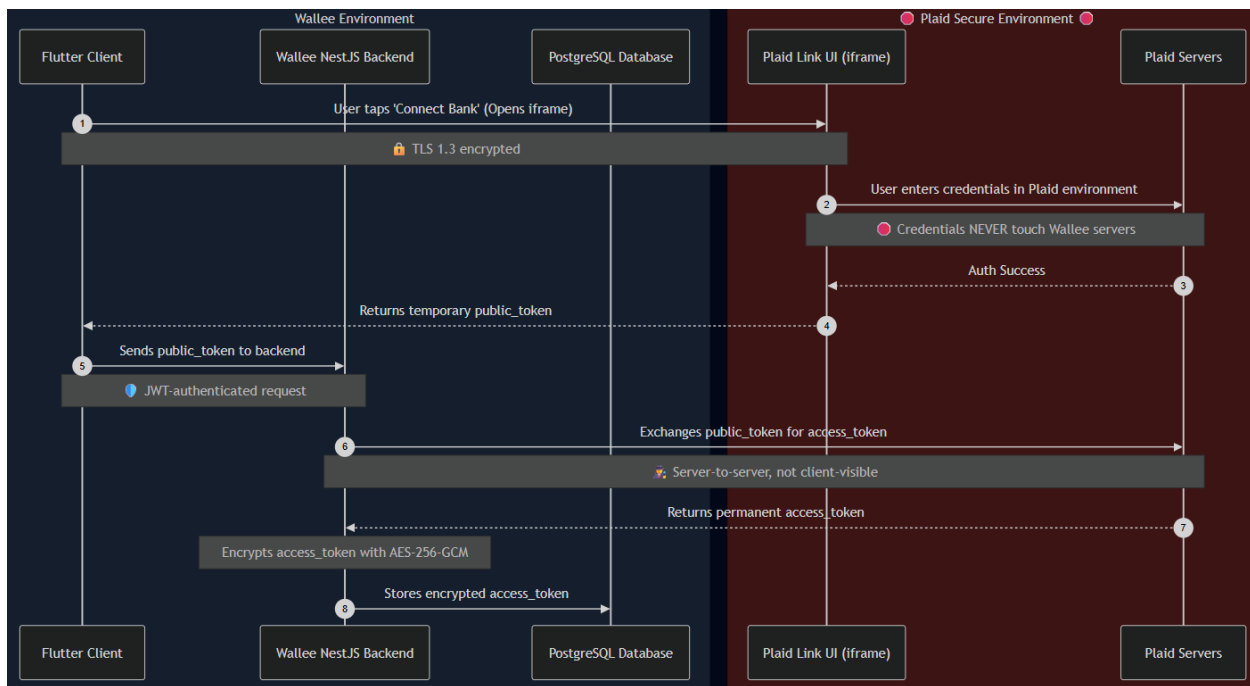 Wallee Environment
🔴 Plaid Secure Environment 🔴
Flutter Client
Wallee NestJS Backend
PostgreSQL Database
Plaid Link UI (iframe)
Plaid Servers
User taps 'Connect Bank' (Opens iframe)
1
🔒 TLS 1.3 encrypted
User enters credentials in Plaid environment
2
🔴 Credentials NEVER touch Wallee servers
Auth Success
3
Returns temporary public_token
4
Sends public_token to backend
5
🛡️ JWT-authenticated request
Exchanges public_token for access_token
6
Server-to-server, not client-visible
Returns permanent access_token
7
Encrypts access_token with AES-256-GCM
Stores encrypted access_token
8
Flutter Client
Wallee NestJS Backend
PostgreSQL Database
Plaid Link UI (iframe)
Plaid Servers